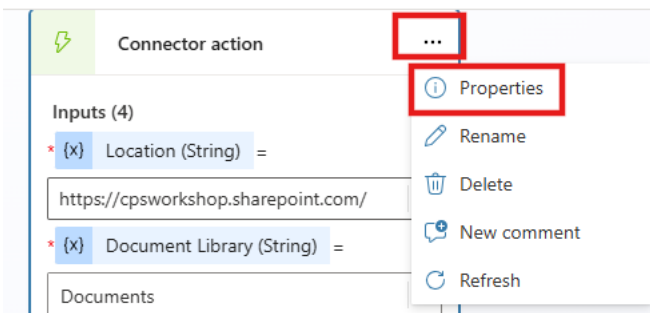 Connector action
...
Properties
Inputs (4)
* {x} Location (String) =
Rename
https://cpsworkshop.sharepoint.com/
Delete
* {x} Document Library (String) =
New comment
Documents
Refresh